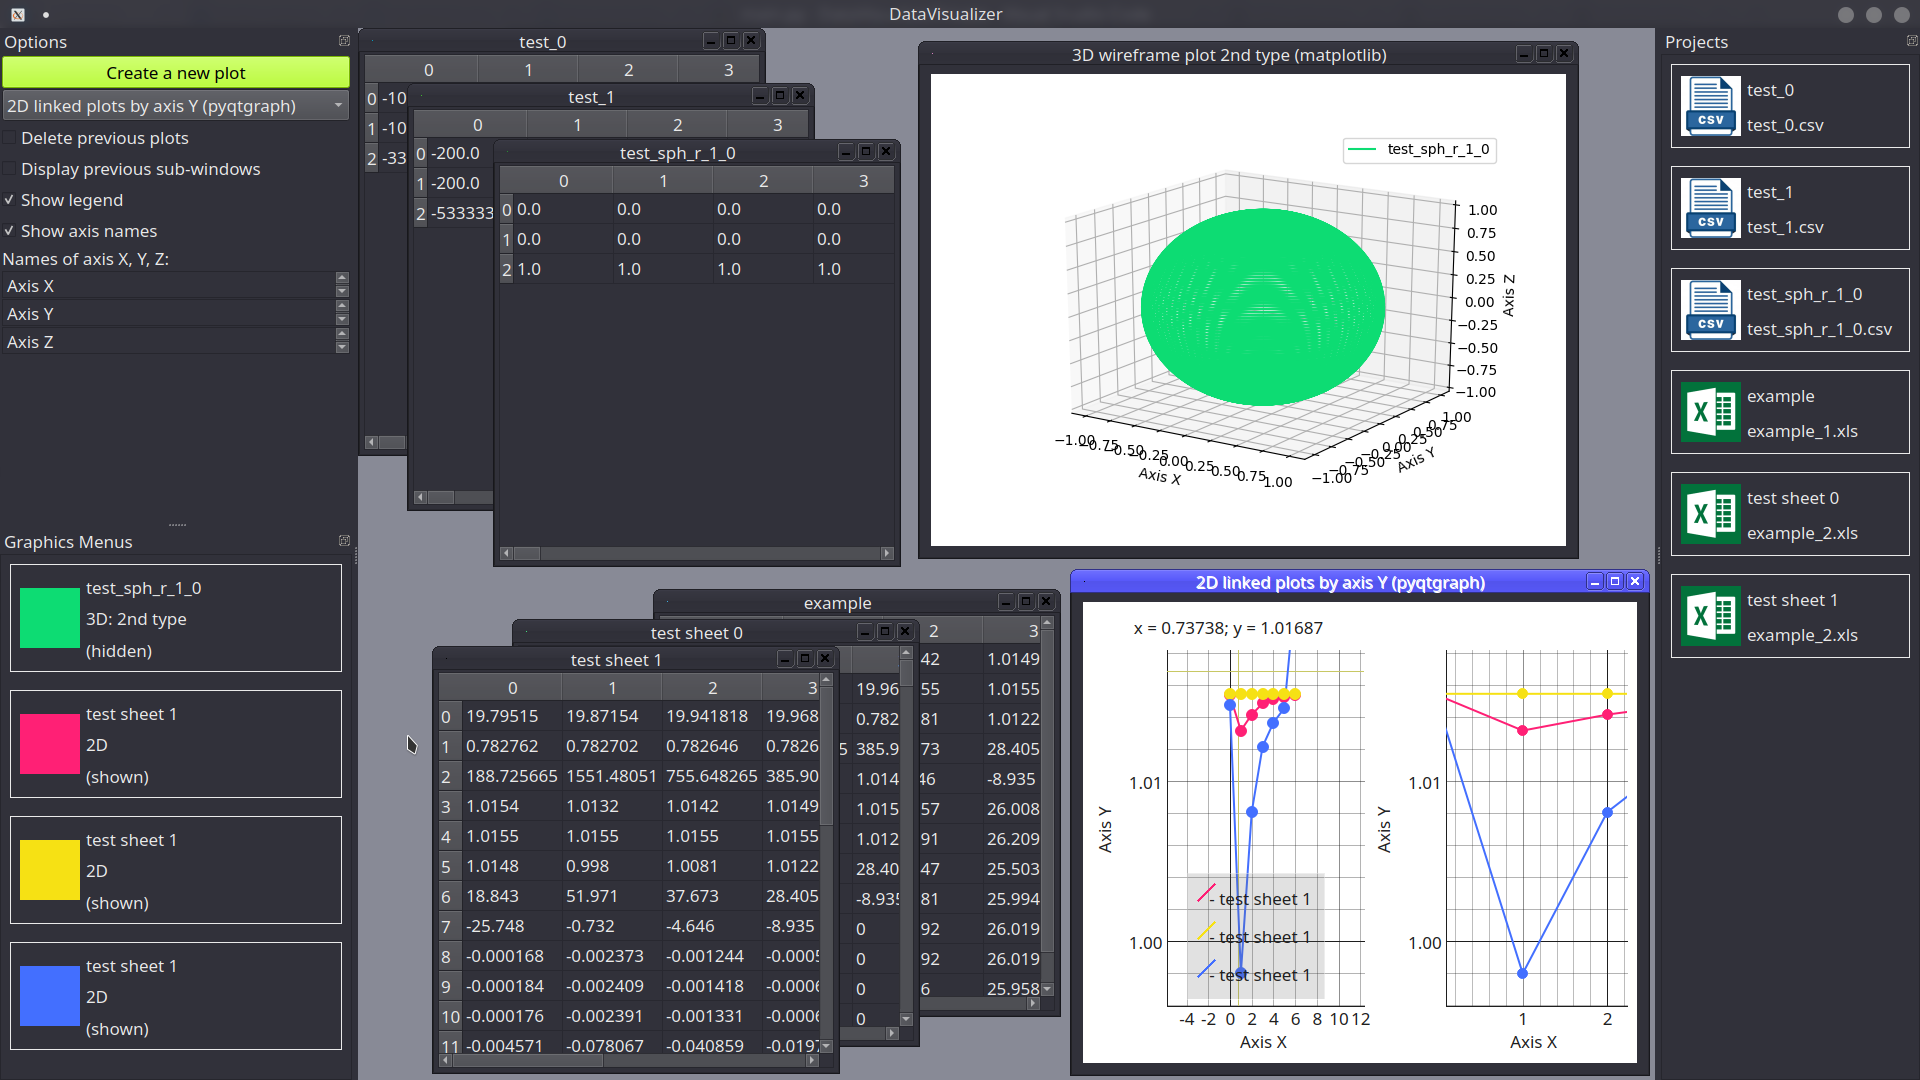 DataVisualizer
Options
Create a new plot
2D linked plots by axis Y (pyqtgraph)
Delete previous plots
Display previous sub-windows
Show legend
Show axis names
Names of axis X, Y, Z:
Axis X
Axis Y
Axis Z
Graphics Menus
test_sph_r_1_0
3D: 2nd type
(hidden)
test sheet 1
2D
(shown)
test sheet 1
2D
(shown)
test sheet 1
2D
(shown)
test_0
0 1 2 3
0 -10
1 -10
2 -33
test_1
0 1 2 3
0 -200.0
1 -200.0
2 -533333
test_sph_r_1_0
0 1 2 3
0 0.0 0.0 0.0 0.0
1 0.0 0.0 0.0 0.0
2 1.0 1.0 1.0 1.0
3D wireframe plot 2nd type (matplotlib)
test_sph_r_1_0
1.00
0.75
0.50
0.25
0.00
−0.25
−0.50
−0.75
−1.00
Axis Z
−1.00 −0.75 −0.50 −0.25 0.00 0.25 0.50 0.75 1.00
Axis X
−1.00 −0.75 −0.50 −0.25 0.00 0.25 0.50 0.75 1.00
Axis Y
example
2 3
42 1.0149
55 1.0155
81 1.0122
73 28.405
46 -8.935
57 26.008
91 26.209
47 25.503
81 25.994
92 26.019
92 26.019
6 25.958
test sheet 0
19.96
0.782
5 385.9
1.014
1.015
1.012
28.40
-8.935
0
0
0
0
test sheet 1
0 1 2 3
0 19.79515 19.87154 19.941818 19.968
1 0.782762 0.782702 0.782646 0.7826
2 188.725665 1551.48051 755.648265 385.90
3 1.0154 1.0132 1.0142 1.0149
4 1.0155 1.0155 1.0155 1.0155
5 1.0148 0.998 1.0081 1.0122
6 18.843 51.971 37.673 28.405
7 -25.748 -0.732 -4.646 -8.935
8 -0.000168 -0.002373 -0.001244 -0.0005
9 -0.000184 -0.002409 -0.001418 -0.0006
10 -0.000176 -0.002391 -0.001331 -0.0006
11 -0.004571 -0.078067 -0.040859 -0.0197
2D linked plots by axis Y (pyqtgraph)
x = 0.73738; y = 1.01687
1.01
1.00
Axis Y
- test sheet 1
- test sheet 1
- test sheet 1
-4 -2 0 2 4 6 8 10 12
Axis X
1.01
1.00
Axis Y
1 2
Axis X
Projects
test_0
test_0.csv
CSV
test_1
test_1.csv
CSV
test_sph_r_1_0
test_sph_r_1_0.csv
CSV
example
example_1.xls
X
test sheet 0
example_2.xls
X
test sheet 1
example_2.xls
X